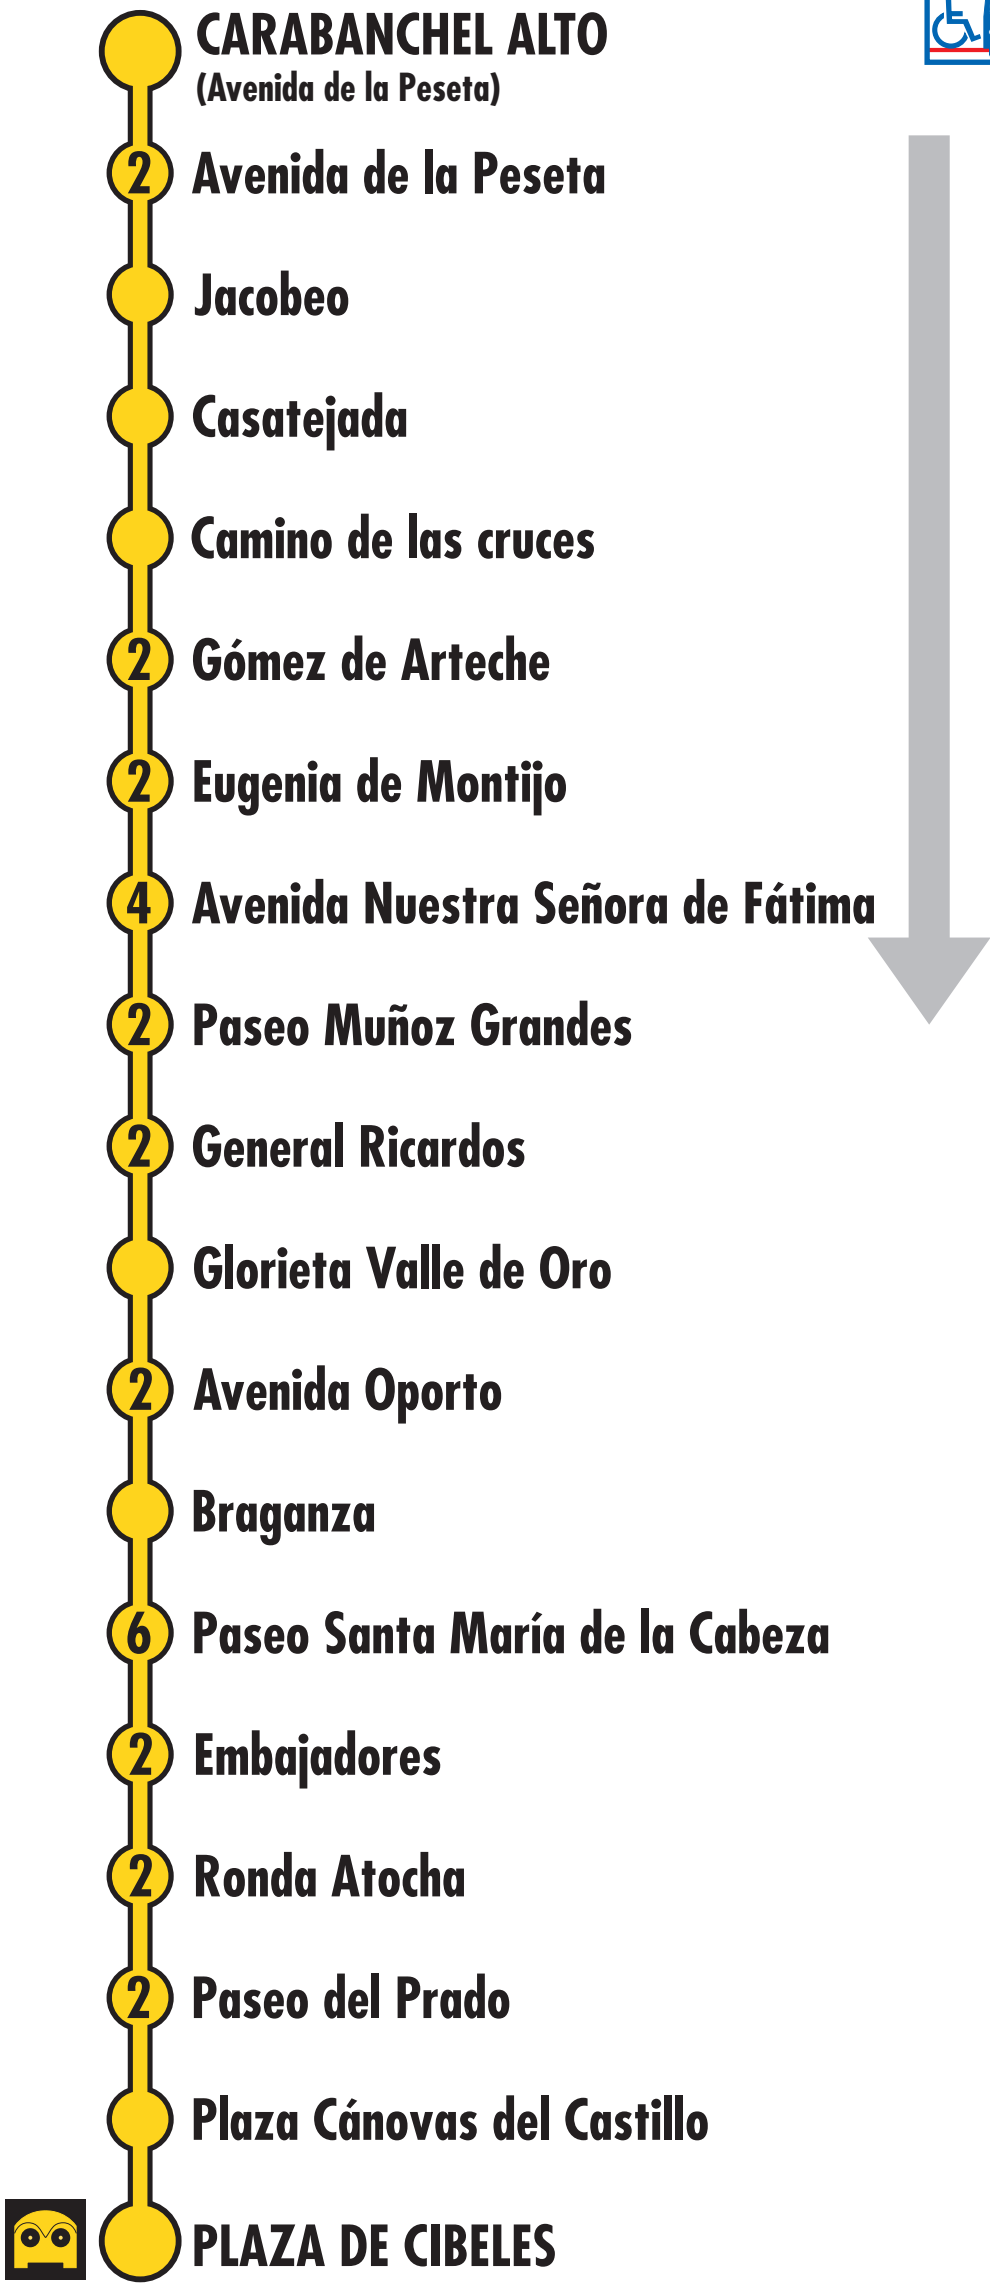 CARABANCHEL ALTO
(Avenida de la Peseta)
2 Avenida de la Peseta
Jacobeo
Casatejada
Camino de las cruces
2 Gómez de Arteche
2 Eugenia de Montijo
4 Avenida Nuestra Señora de Fátima
2 Paseo Muñoz Grandes
2 General Ricardos
Glorieta Valle de Oro
2 Avenida Oporto
Braganza
6 Paseo Santa María de la Cabeza
2 Embajadores
2 Ronda Atocha
2 Paseo del Prado
Plaza Cánovas del Castillo
PLAZA DE CIBELES